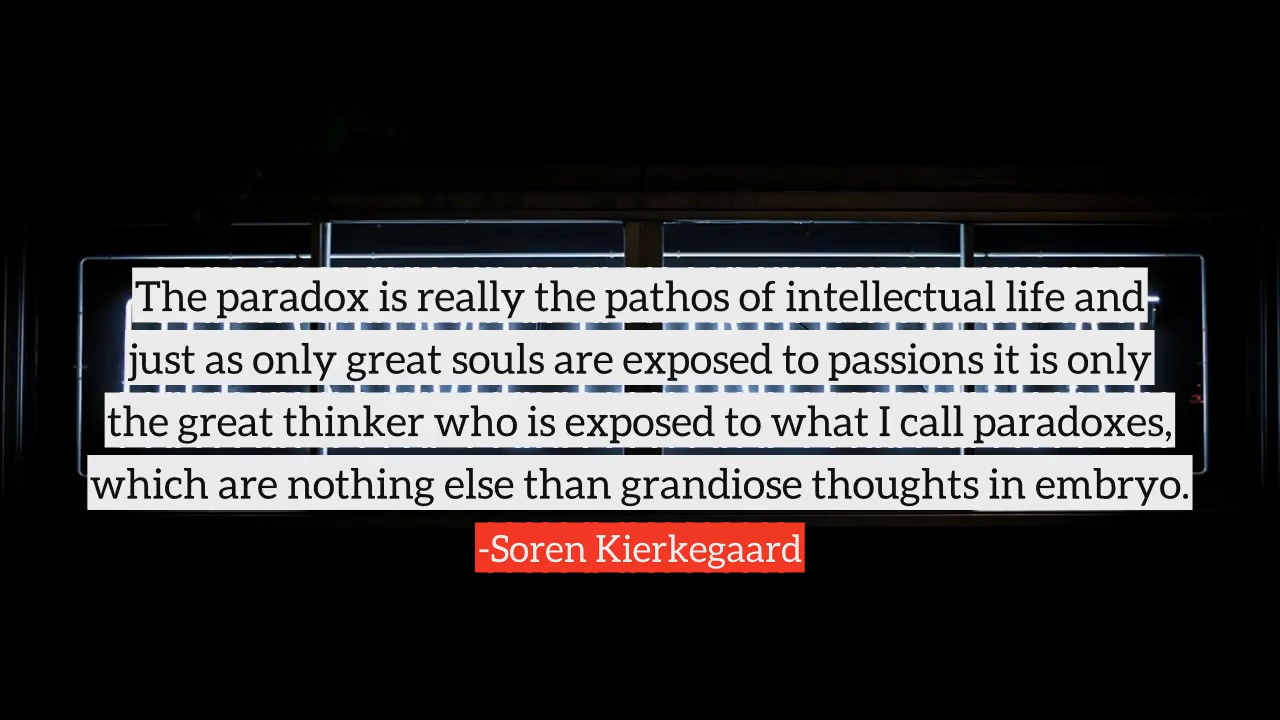 The paradox is really the pathos of intellectual life and
just as only great souls are exposed to passions it is only
the great thinker who is exposed to what I call paradoxes,
which are nothing else than grandiose thoughts in embryo.
-Soren Kierkegaard